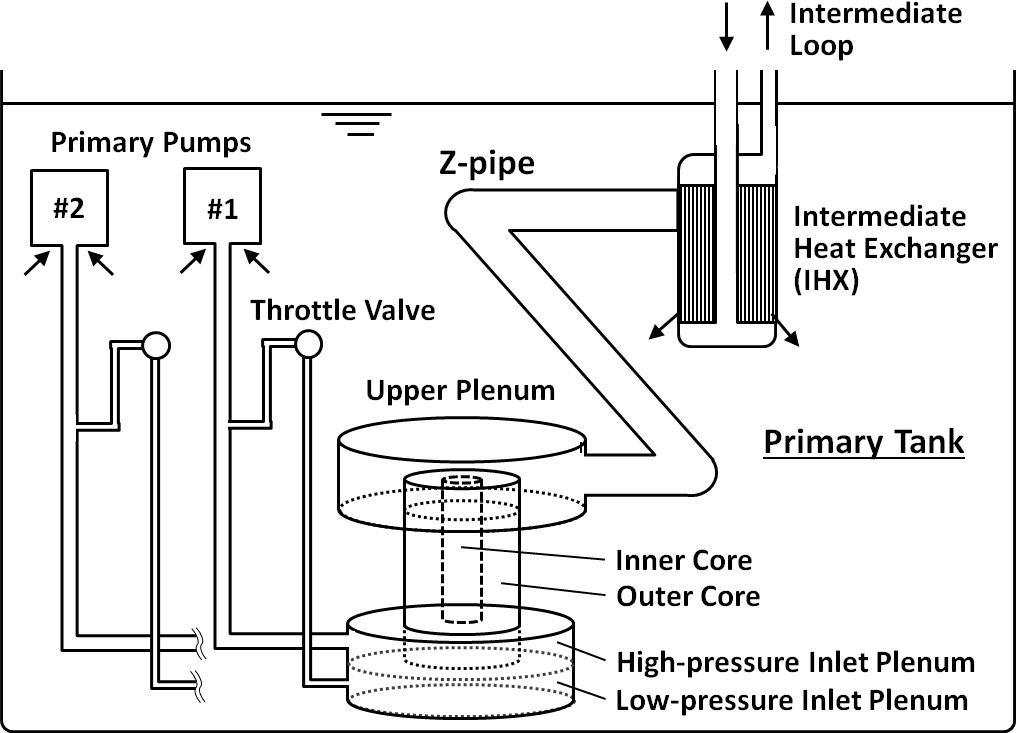 Intermediate
Loop
Primary Pumps
Z-pipe
#2
#1
Intermediate
Heat Exchanger
(IHX)
Throttle Valve
Upper Plenum
Primary Tank
Inner Core
Outer Core
High-pressure Inlet Plenum
Low-pressure Inlet Plenum